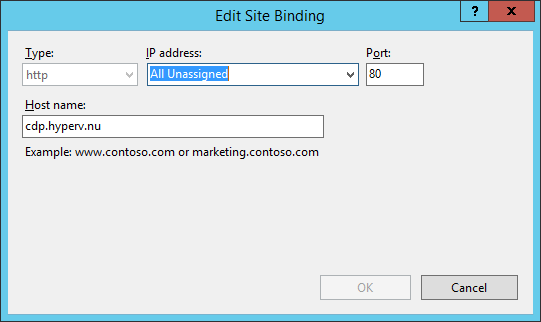 Edit Site Binding
? X
Type: IP address: Port:
http All Unassigned 80
Host name:
cdp.hyperv.nu
Example: www.contoso.com or marketing.contoso.com
OK Cancel